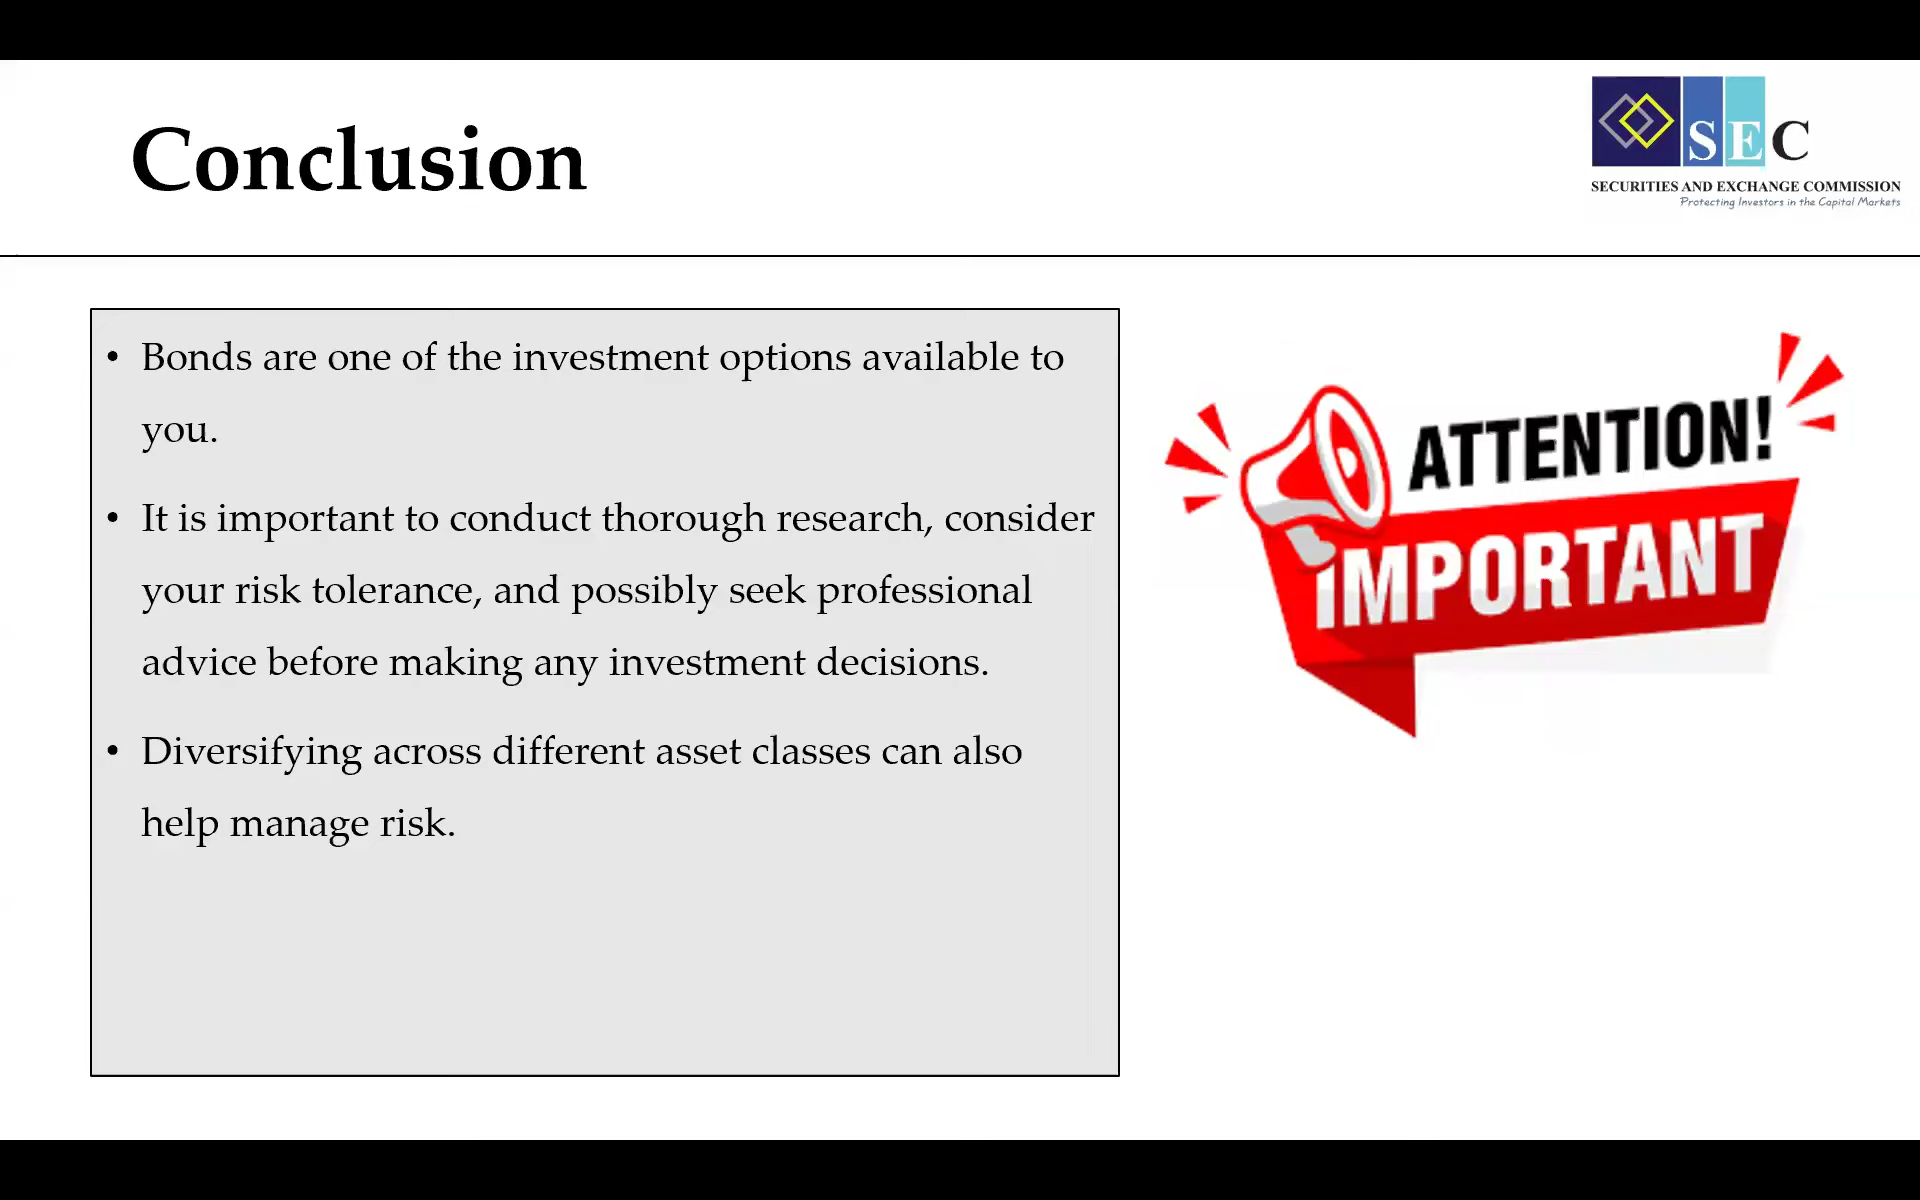 Conclusion
SEC
SECURITIES AND EXCHANGE COMMISSION
Protecting Investors in the Capital Markets
• Bonds are one of the investment options available to
you.
• It is important to conduct thorough research, consider
your risk tolerance, and possibly seek professional
advice before making any investment decisions.
• Diversifying across different asset classes can also
help manage risk.
ATTENTION!
IMPORTANT